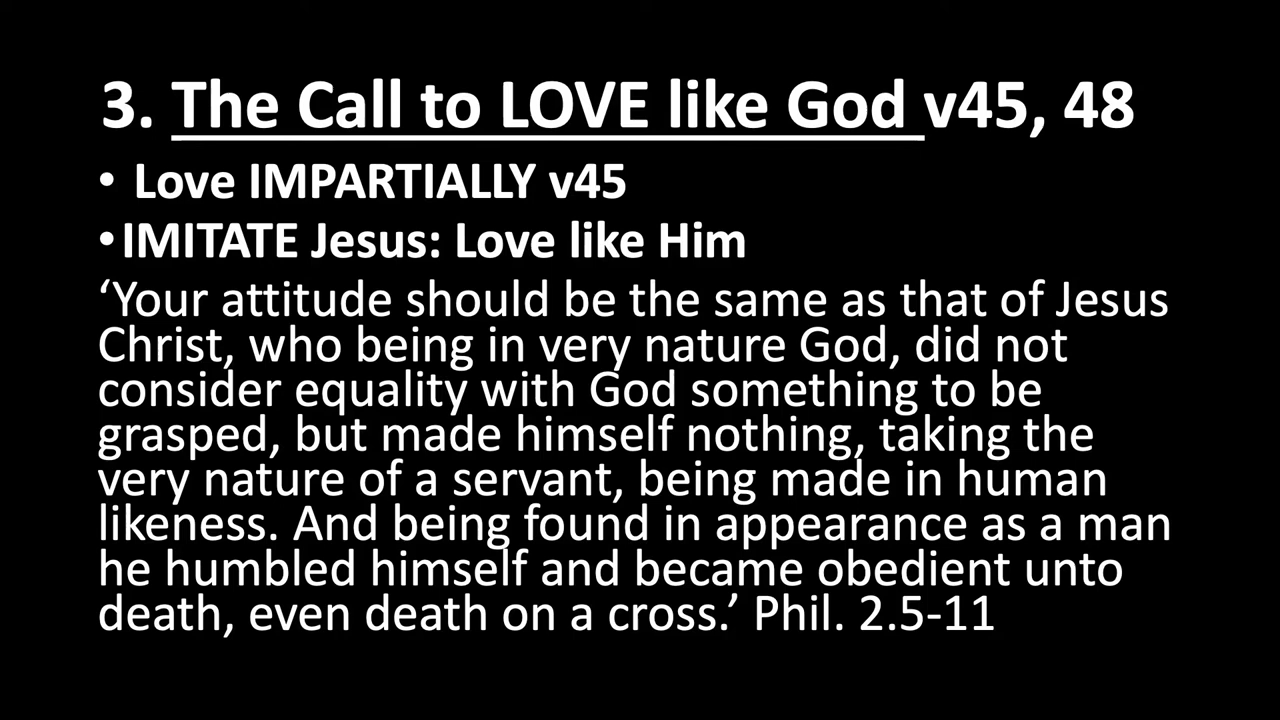 3. The Call to LOVE like God v45, 48
• Love IMPARTIALLY v45
•IMITATE Jesus: Love like Him
‘Your attitude should be the same as that of Jesus
Christ, who being in very nature God, did not
consider equality with God something to be
grasped, but made himself nothing, taking the
very nature of a servant, being made in human
likeness. And being found in appearance as a man
he humbled himself and became obedient unto
death, even death on a cross.’ Phil. 2.5-11